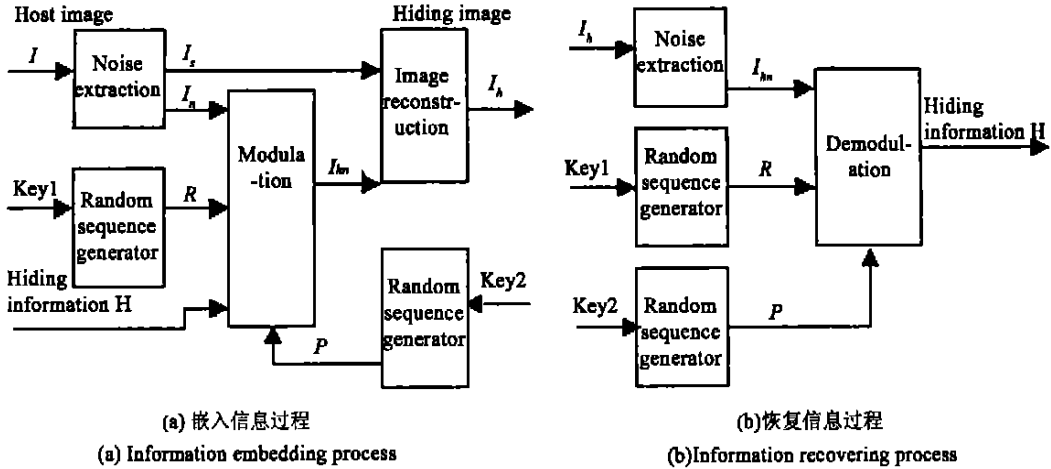 Host image
Hiding image
I
Noise
extraction
I_s
I_n
Image
reconstr-
uction
I_h
Modula
-tion
I_hn
Key1
Random
sequence
generator
R
Hiding
information H
Random
sequence
generator
Key2
P
(a) 嵌入信息过程
(a) Information embedding process
I_h
Noise
extraction
I_hn
Key1
Random
sequence
generator
R
Demodul-
ation
Hiding
information H
Key2
Random
sequence
generator
P
(b)恢复信息过程
(b)Information recovering process